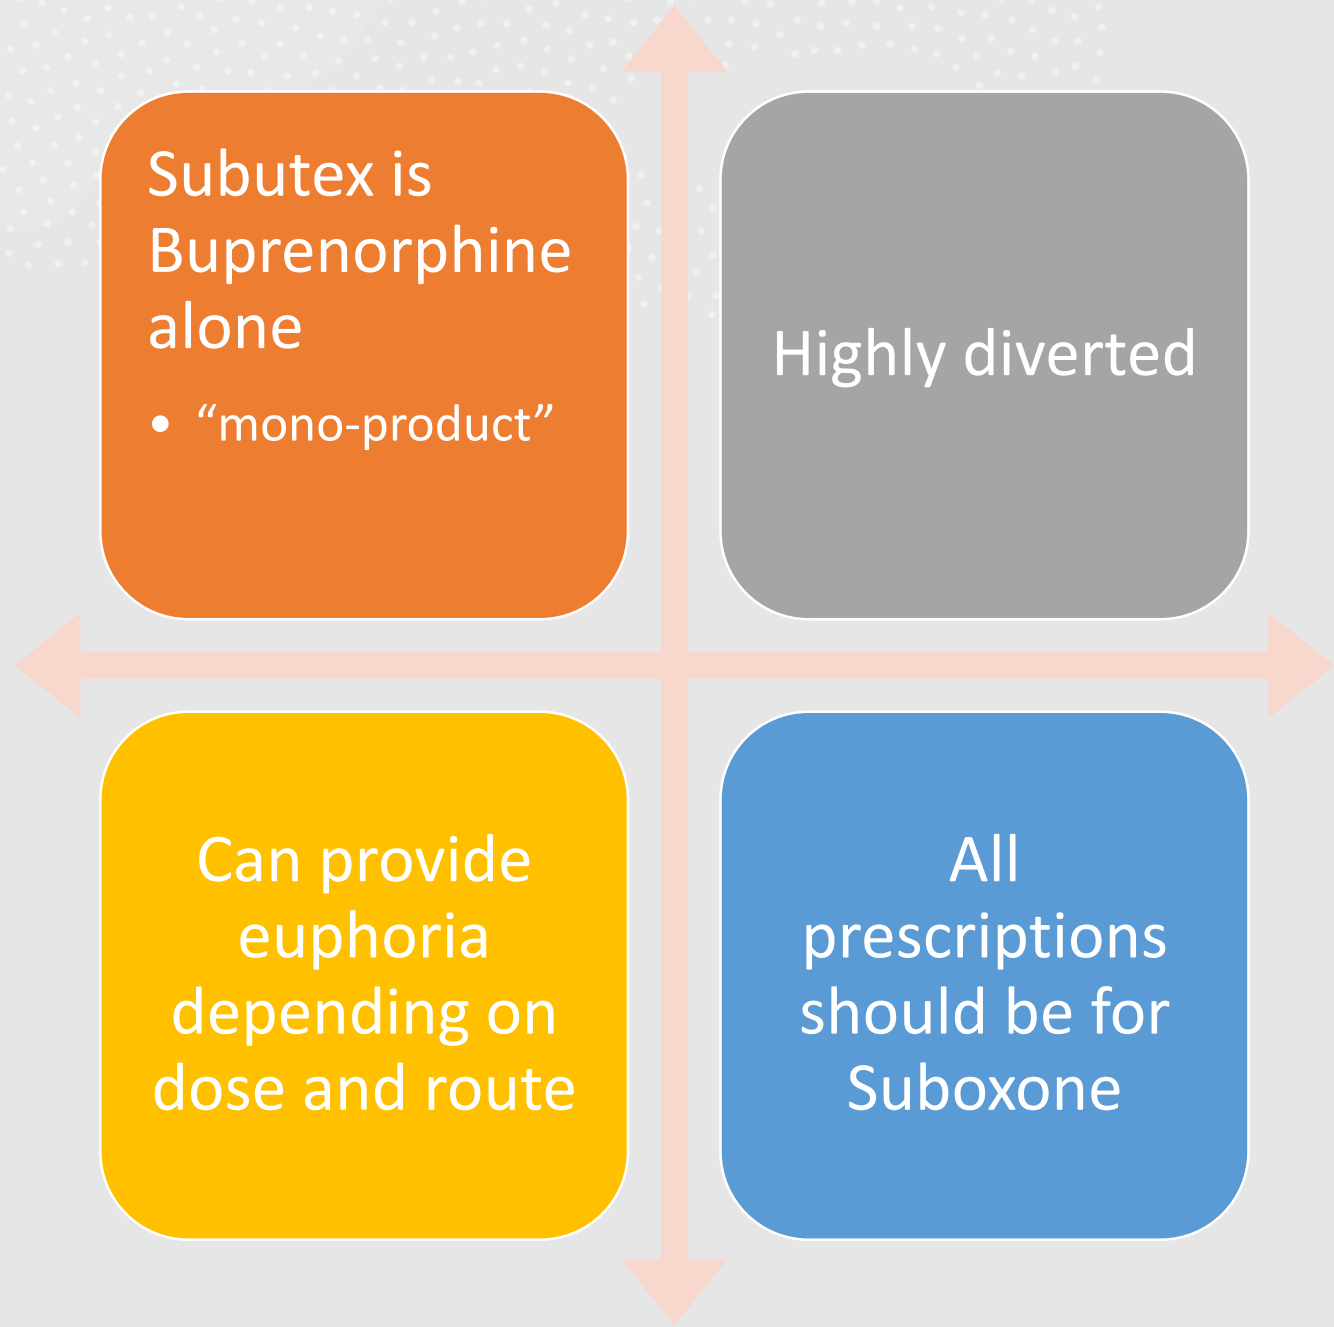 Subutex is
Buprenorphine
alone
• “mono-product”
Highly diverted
Can provide
euphoria
depending on
dose and route
All
prescriptions
should be for
Suboxone